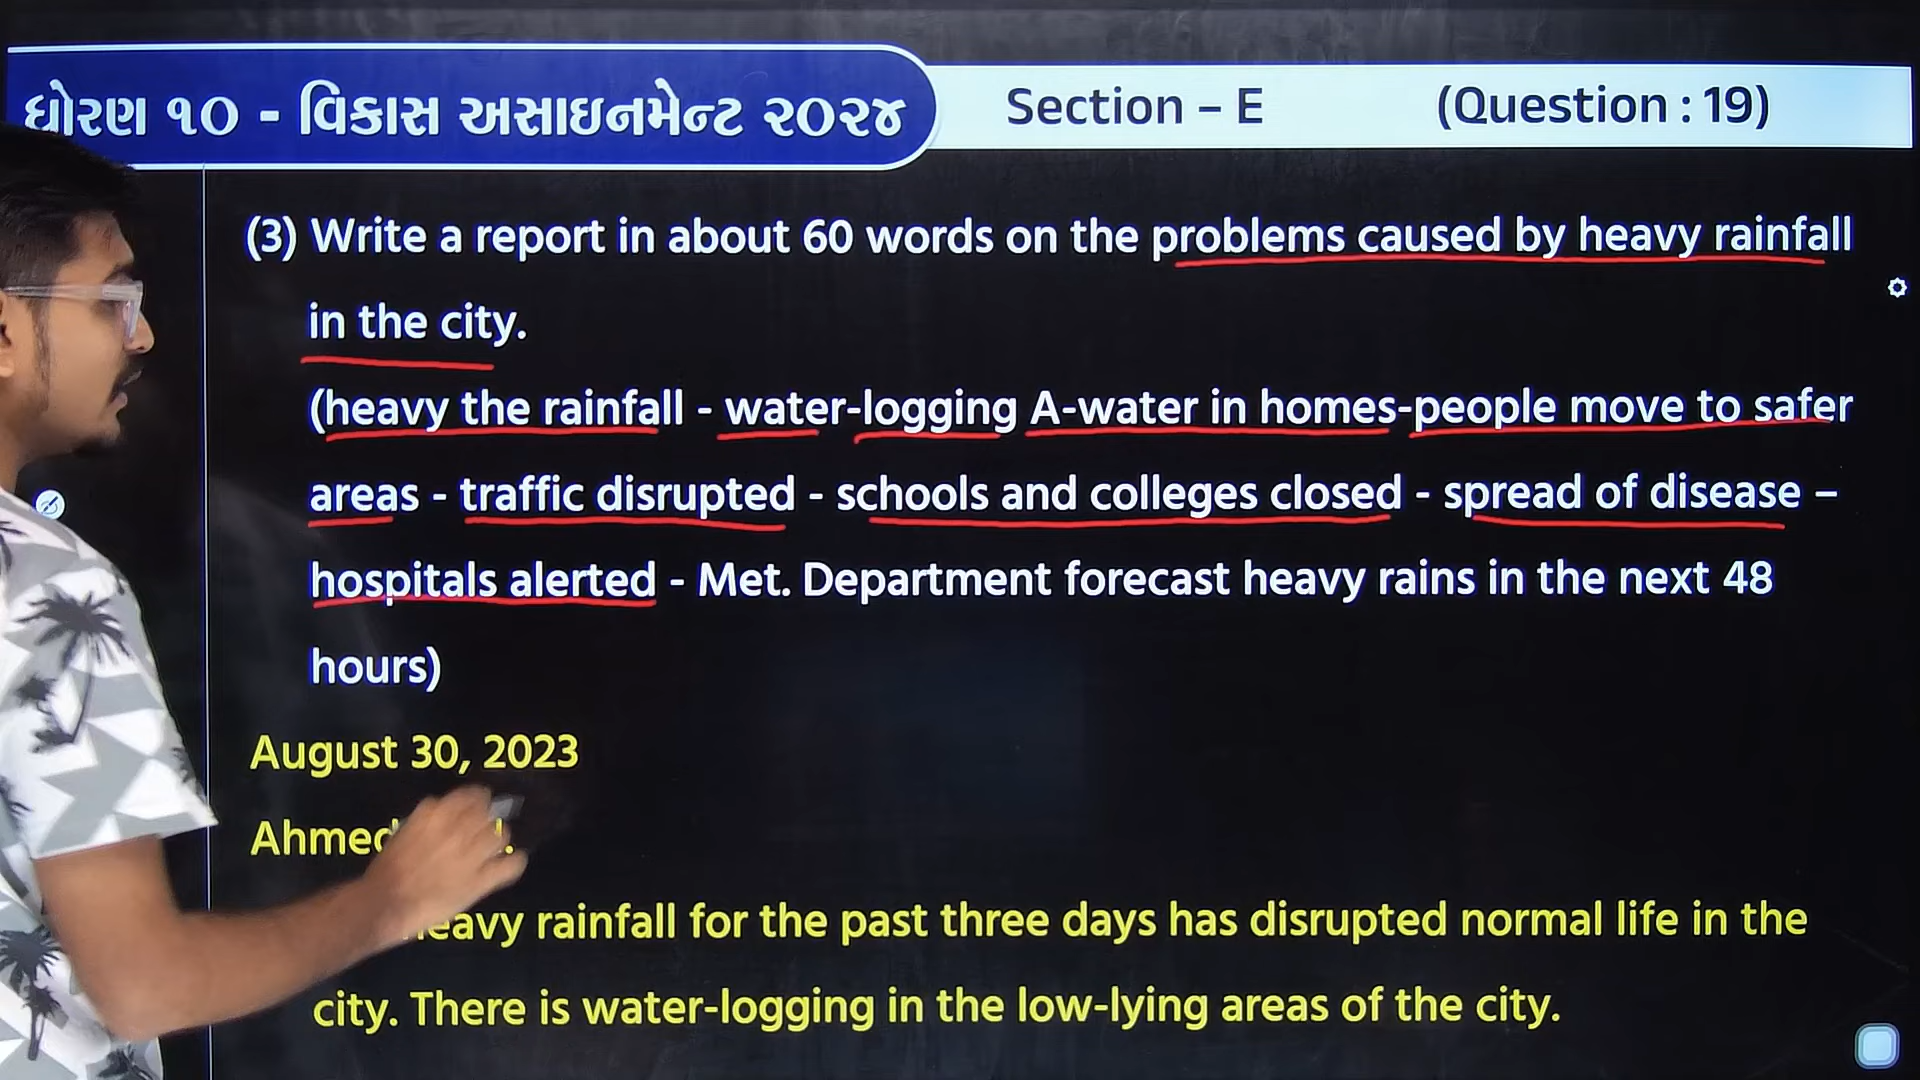 ધોરણ ૧૦ - વિકાસ અસાઇનમેન્ટ ૨૦૨૪
Section – E (Question : 19)
(3) Write a report in about 60 words on the problems caused by heavy rainfall
in the city.
(heavy the rainfall - water-logging A-water in homes-people move to safer
areas - traffic disrupted - schools and colleges closed - spread of disease –
hospitals alerted - Met. Department forecast heavy rains in the next 48
hours)
August 30, 2023
rainfall for the past three days has disrupted normal life in the
city. There is water-logging in the low-lying areas of the city.